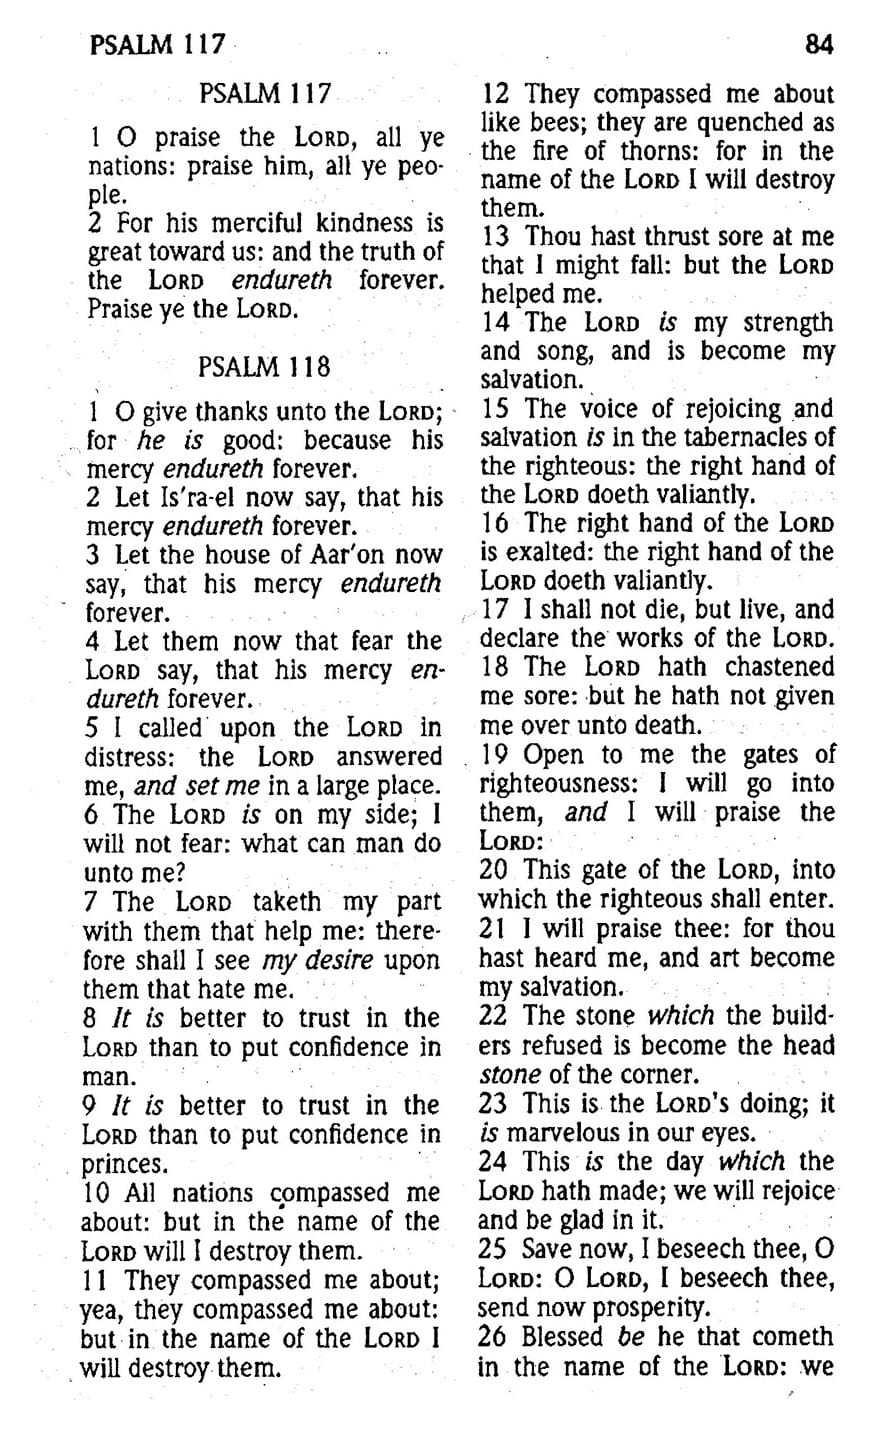 PSALM 117
84
PSALM 117
1 O praise the LORD, all ye
nations: praise him, all ye peo-
ple.
2 For his merciful kindness is
great toward us: and the truth of
the LORD endureth forever.
Praise ye the LORD.
PSALM 118
1 O give thanks unto the LORD;
for he is good: because his
mercy endureth forever.
2 Let Is'ra-el now say, that his
mercy endureth forever.
3 Let the house of Aar'on now
say, that his mercy endureth
forever.
4 Let them now that fear the
LORD say, that his mercy en-
dureth forever.
5 I called upon the LORD in
distress: the LORD answered
me, and set me in a large place.
6 The LORD is on my side; I
will not fear: what can man do
unto me?
7 The LORD taketh my part
with them that help me: there-
fore shall I see my desire upon
them that hate me.
8 It is better to trust in the
LORD than to put confidence in
man.
9 It is better to trust in the
LORD than to put confidence in
princes.
10 All nations compassed me
about: but in the name of the
LORD will I destroy them.
11 They compassed me about;
yea, they compassed me about:
but in the name of the LORD I
will destroy them.
12 They compassed me about
like bees; they are quenched as
the fire of thorns: for in the
name of the LORD I will destroy
them.
13 Thou hast thrust sore at me
that I might fall: but the LORD
helped me.
14 The LORD is my strength
and song, and is become my
salvation.
15 The voice of rejoicing and
salvation is in the tabernacles of
the righteous: the right hand of
the LORD doeth valiantly.
16 The right hand of the LORD
is exalted: the right hand of the
LORD doeth valiantly.
17 I shall not die, but live, and
declare the works of the LORD.
18 The LORD hath chastened
me sore: but he hath not given
me over unto death.
19 Open to me the gates of
righteousness: I will go into
them, and I will praise the
LORD:
20 This gate of the LORD, into
which the righteous shall enter.
21 I will praise thee: for thou
hast heard me, and art become
my salvation.
22 The stone which the build-
ers refused is become the head
stone of the corner.
23 This is the LORD's doing; it
is marvelous in our eyes.
24 This is the day which the
LORD hath made; we will rejoice
and be glad in it.
25 Save now, I beseech thee, O
LORD: O LORD, I beseech thee,
send now prosperity.
26 Blessed be he that cometh
in the name of the LORD: we